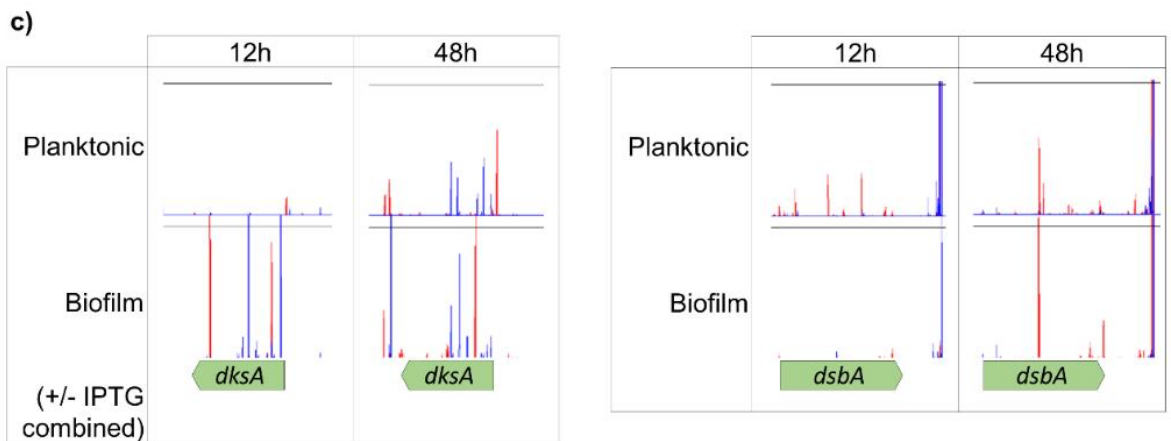 c)
12h 48h
Planktonic
Biofilm
(+/- IPTG
combined)
dksA dksA
12h 48h
Planktonic
Biofilm
dsbA dsbA